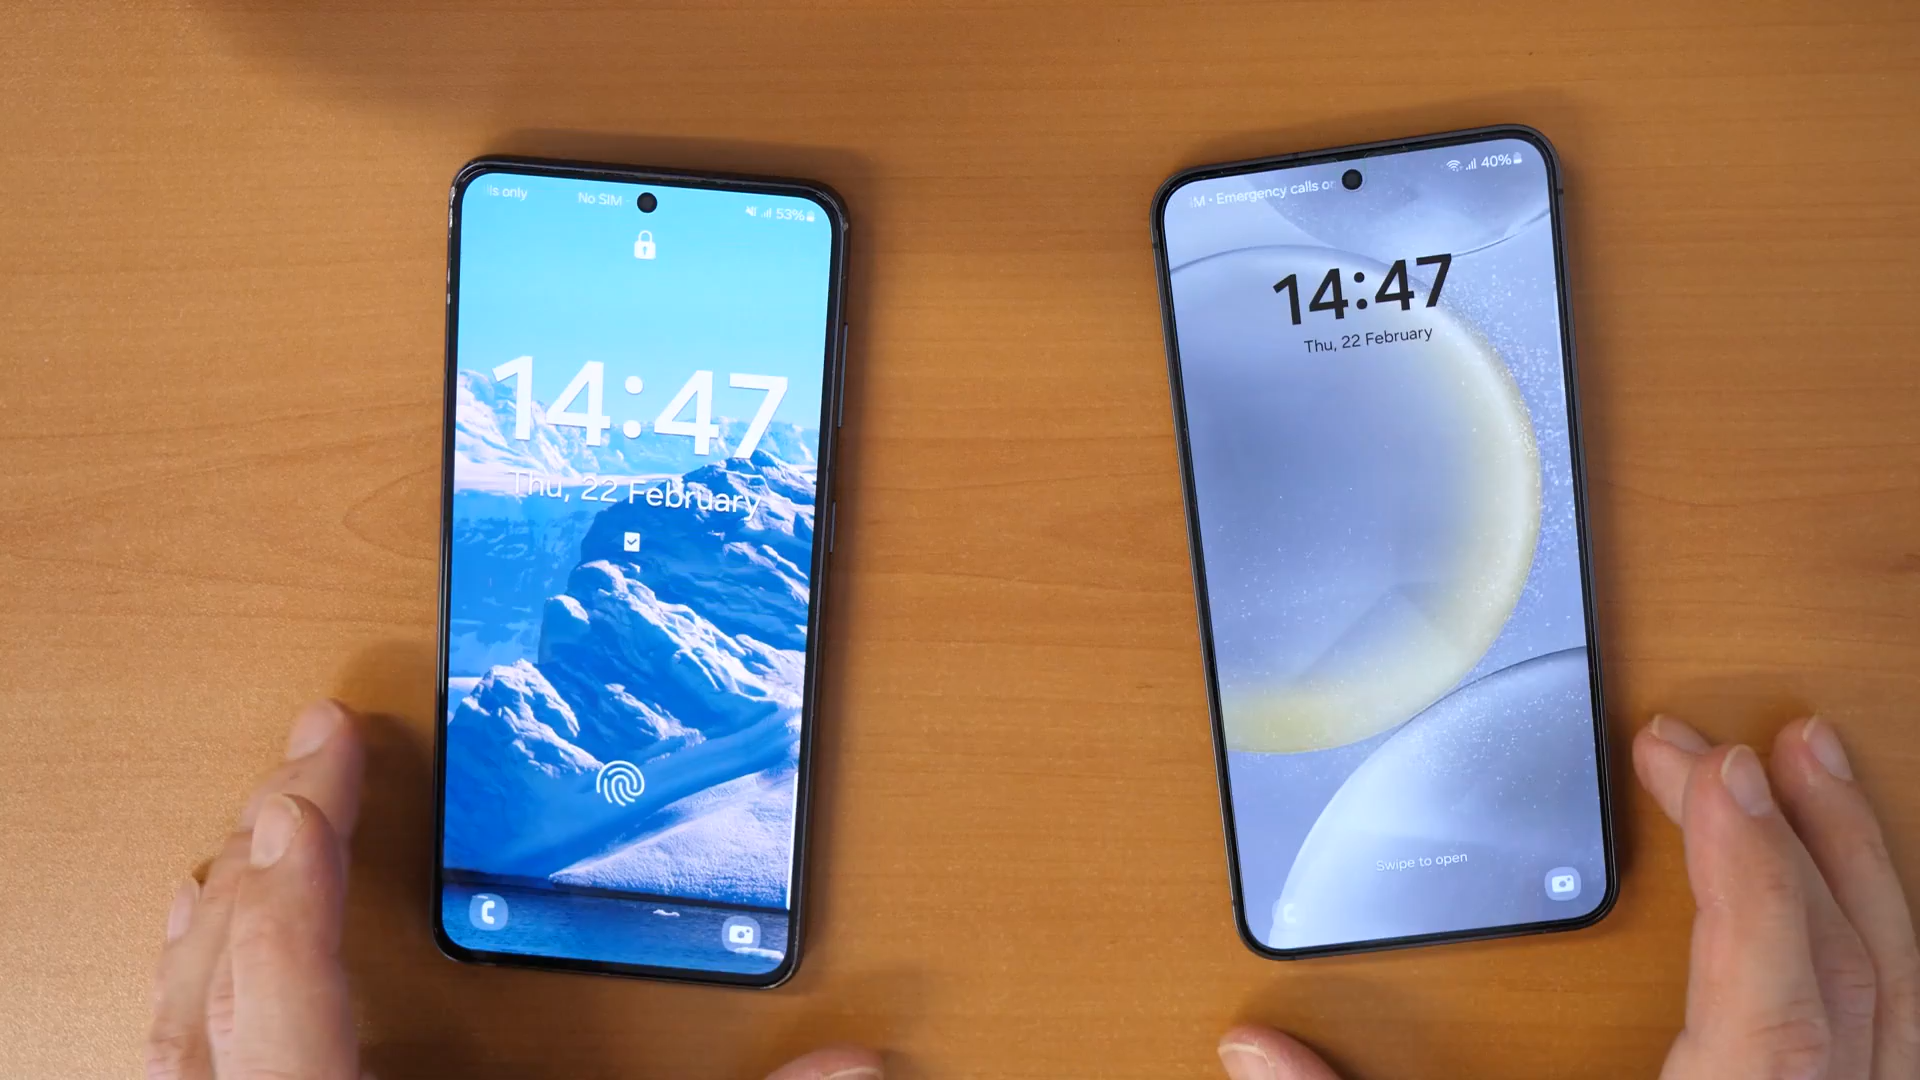 ls only No SIM 53%
14:47
Thu, 22 February
M • Emergency calls or 40%
14:47
Thu, 22 February
Swipe to open